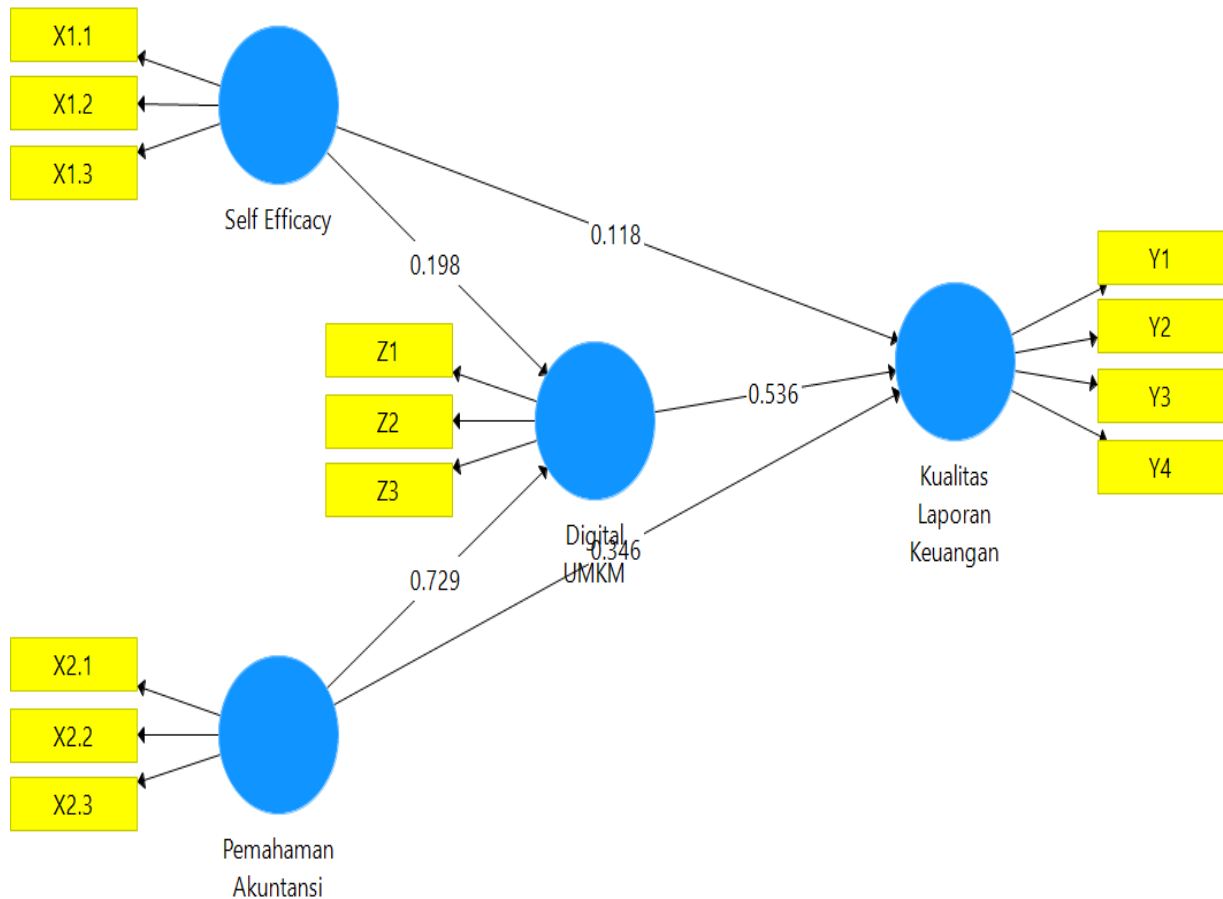 X1.1
X1.2
X1.3
Self Efficacy
0.118
0.198
Z1
Z2
Z3
Digital
UMKM
0.536
0.346
0.729
Y1
Y2
Y3
Y4
Kualitas
Laporan
Keuangan
X2.1
X2.2
X2.3
Pemahaman
Akuntansi